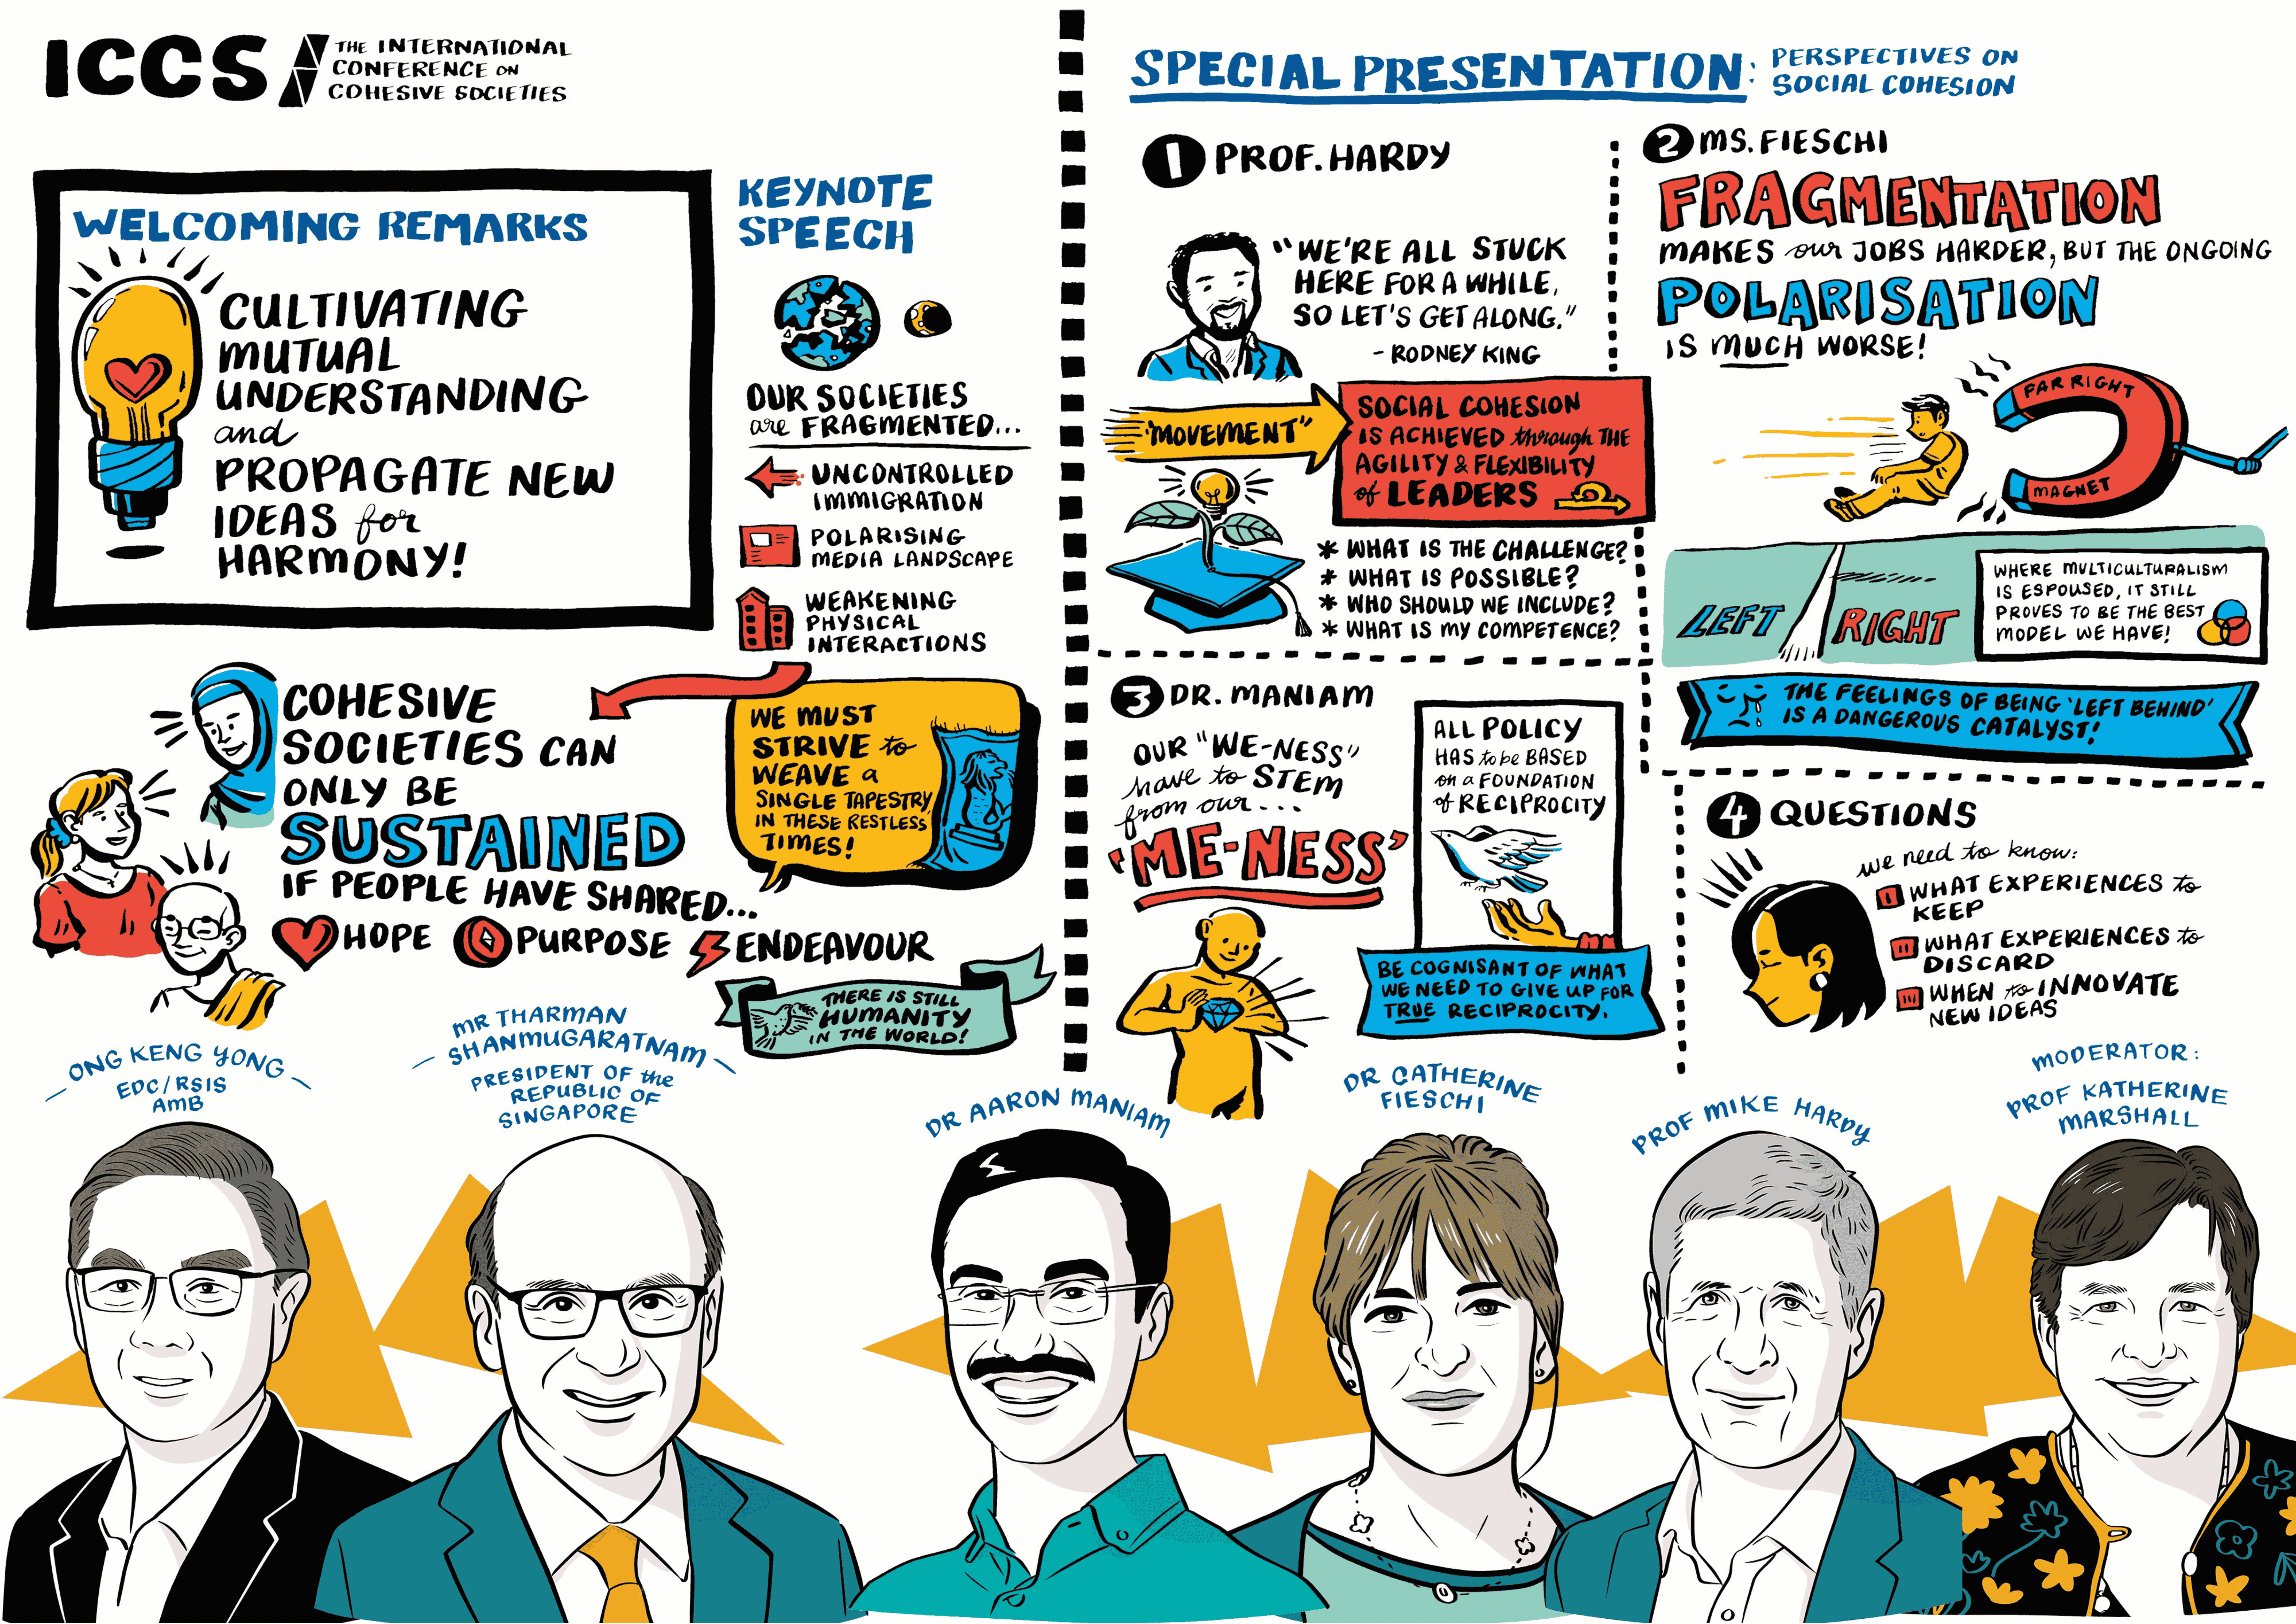 ICCS
THE INTERNATIONAL
CONFERENCE ON
COHESIVE SOCIETIES
WELCOMING REMARKS
CULTIVATING
MUTUAL
UNDERSTANDING
and
PROPAGATE NEW
IDEAS for
HARMONY!
KEYNOTE
SPEECH
OUR SOCIETIES
are FRAGMENTED...
UNCONTROLLED
IMMIGRATION
POLARISING
MEDIA LANDSCAPE
WEAKENING
PHYSICAL
INTERACTIONS
WE MUST
STRIVE to
WEAVE a
SINGLE TAPESTRY,
IN THESE RESTLESS
TIMES!
COHESIVE
SOCIETIES CAN
ONLY BE
SUSTAINED
IF PEOPLE HAVE SHARED...
HOPE PURPOSE ENDEAVOUR
THERE IS STILL
HUMANITY
IN THE WORLD!
SPECIAL PRESENTATION:
PERSPECTIVES ON
SOCIAL COHESION
1 PROF. HARDY
"WE'RE ALL STUCK
HERE FOR A WHILE,
SO LET'S GET ALONG."
- RODNEY KING
"MOVEMENT"
SOCIAL COHESION
IS ACHIEVED through THE
AGILITY & FLEXIBILITY
of LEADERS
* WHAT IS THE CHALLENGE?
* WHAT IS POSSIBLE?
* WHO SHOULD WE INCLUDE?
* WHAT IS MY COMPETENCE?
2 MS. FIESCHI
FRAGMENTATION
MAKES our JOBS HARDER, BUT THE ONGOING
POLARISATION
IS MUCH WORSE!
FAR RIGHT
MAGNET
LEFT
RIGHT
WHERE MULTICULTURALISM
IS ESPOUSED, IT STILL
PROVES TO BE THE BEST
MODEL WE HAVE!
THE FEELINGS OF BEING 'LEFT BEHIND'
IS A DANGEROUS CATALYST!
3 DR. MANIAM
OUR "WE-NESS"
have to STEM
from our...
'ME-NESS'
ALL POLICY
HAS to be BASED
on a FOUNDATION
of RECIPROCITY
BE COGNISANT OF WHAT
WE NEED TO GIVE UP FOR
TRUE RECIPROCITY.
4 QUESTIONS
we need to know:
I WHAT EXPERIENCES to
KEEP
II WHAT EXPERIENCES to
DISCARD
III WHEN to INNOVATE
NEW IDEAS
ONG KENG YONG
EDC/RSIS
AMB
MR THARMAN
SHANMUGARATNAM
PRESIDENT OF the
REPUBLIC OF
SINGAPORE
DR AARON MANIAM
DR CATHERINE
FIESCHI
PROF MIKE HARDY
MODERATOR:
PROF KATHERINE
MARSHALL